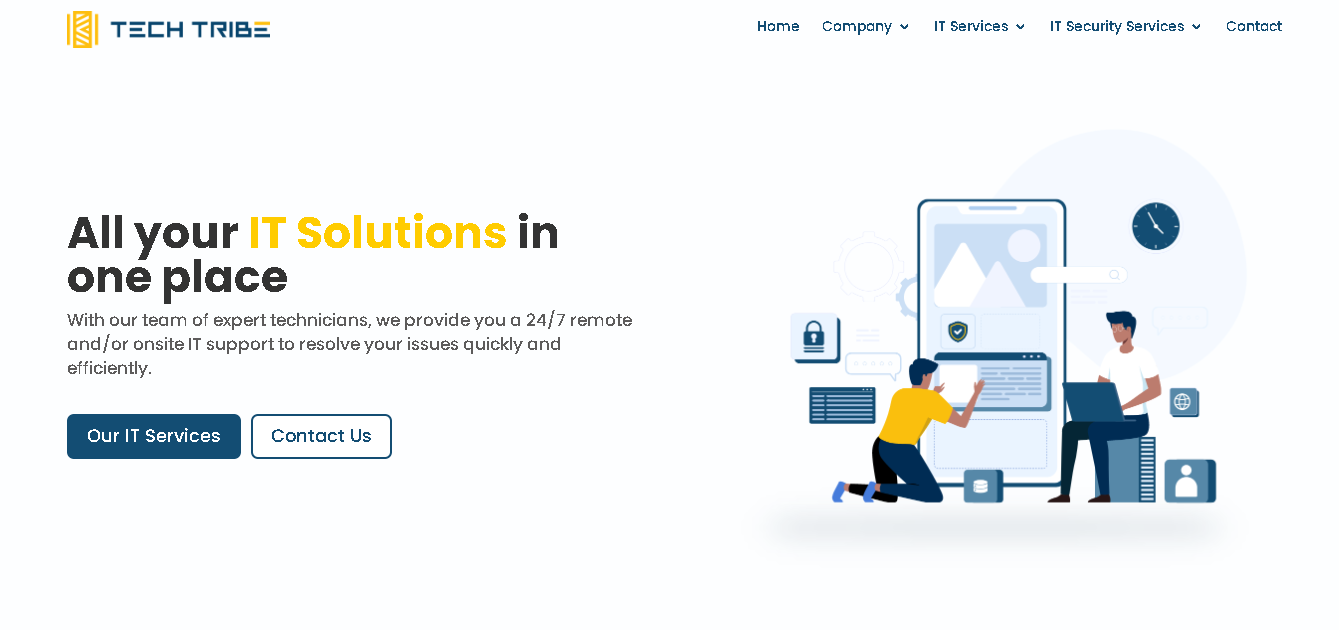 TECH TRIBE
Home Company IT Services IT Security Services Contact
All your IT Solutions in
one place
With our team of expert technicians, we provide you a 24/7 remote
and/or onsite IT support to resolve your issues quickly and
efficiently.
Our IT Services Contact Us